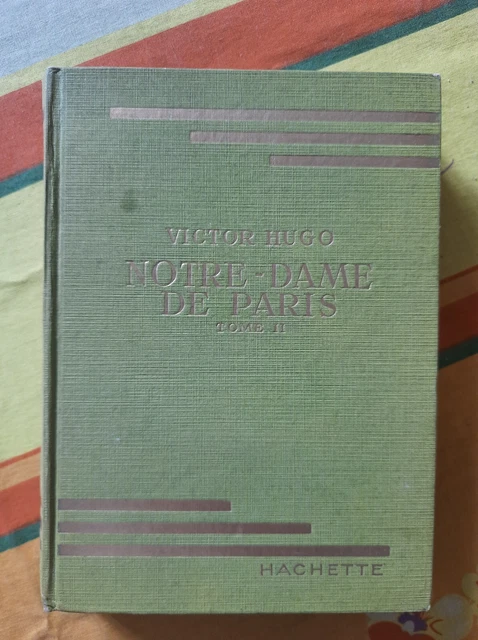 VICTOR HUGO
NOTRE-DAME
DE PARIS
TOME II
HACHETTE